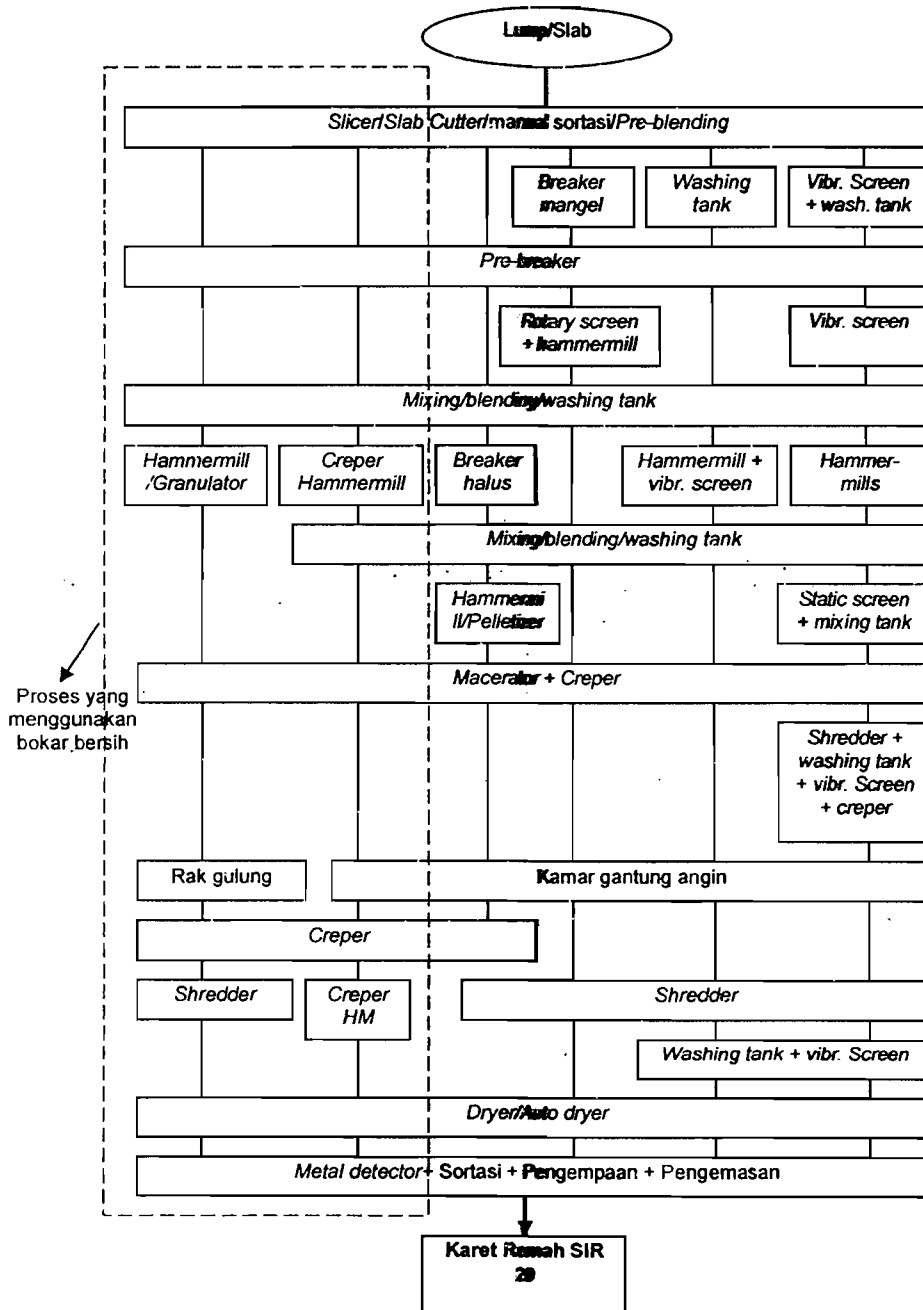 Lump/Slab
Slicer/Slab Cutter/manual sortasi/Pre-blending
Breaker
mangel
Washing
tank
Vibr. Screen
+ wash. tank
Pre-breaker
Rotary screen
+ hammermill
Vibr. screen
Mixing/blending/washing tank
Hammermill
/Granulator
Creper
Hammermill
Breaker
halus
Hammermill +
vibr. screen
Hammer-
mills
Mixing/blending/washing tank
Hammermi
ll/Pelletizer
Static screen
+ mixing tank
Macerator + Creper
Proses yang
menggunakan
bokar bersih
Shredder +
washing tank
+ vibr. Screen
+ creper
Rak gulung
Kamar gantung angin
Creper
Shredder
Creper
HM
Shredder
Washing tank + vibr. Screen
Dryer/Auto dryer
Metal detector+ Sortasi + Pengempaan + Pengemasan
Karet Remah SIR
20